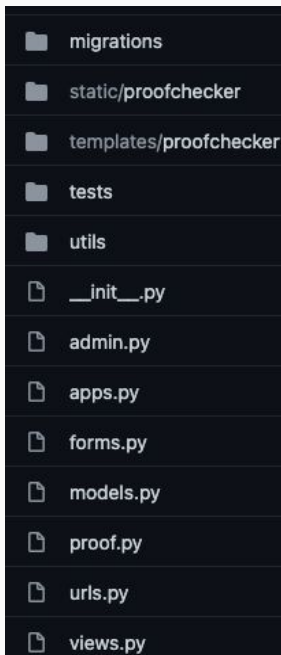 migrations
static/proofchecker
templates/proofchecker
tests
utils
__init__.py
admin.py
apps.py
forms.py
models.py
proof.py
urls.py
views.py